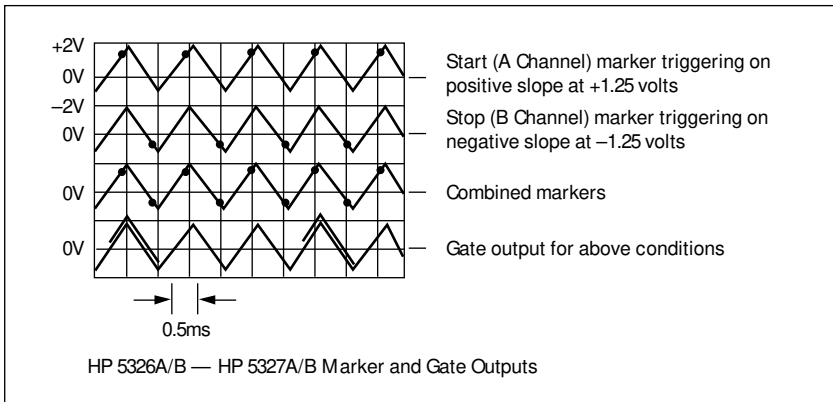 +2V
0V
Start (A Channel) marker triggering on
positive slope at +1.25 volts
–2V
0V
Stop (B Channel) marker triggering on
negative slope at –1.25 volts
0V
Combined markers
0V
Gate output for above conditions
0.5ms
HP 5326A/B — HP 5327A/B Marker and Gate Outputs